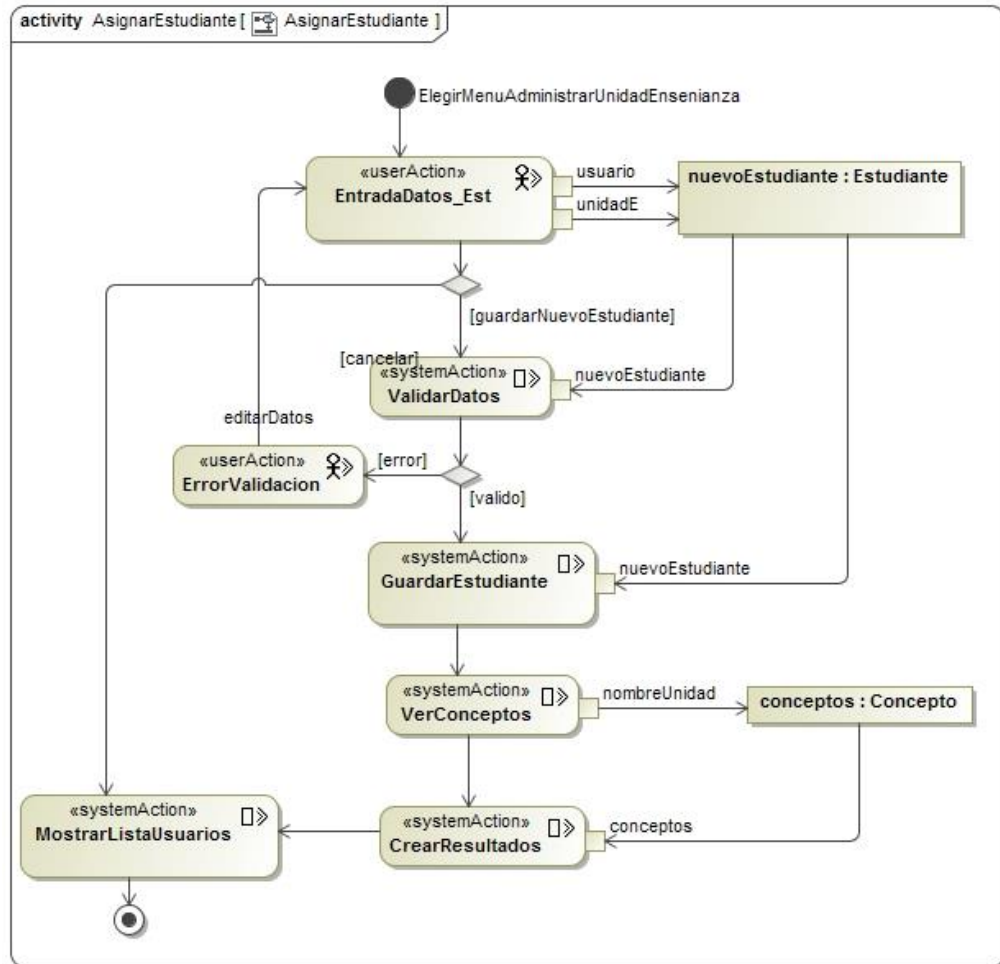 activity AsignarEstudiante[ AsignarEstudiante ]
ElegirMenuAdministrarUnidadEnsenianza
«userAction»
EntradaDatos_Est
usuario
unidadE
nuevoEstudiante : Estudiante
[guardarNuevoEstudiante]
[cancelar]
«systemAction»
ValidarDatos
nuevoEstudiante
editarDatos
«userAction»
ErrorValidacion
[error]
[valido]
«systemAction»
GuardarEstudiante
nuevoEstudiante
«systemAction»
VerConceptos
nombreUnidad
conceptos : Concepto
«systemAction»
MostrarListaUsuarios
«systemAction»
CrearResultados
conceptos